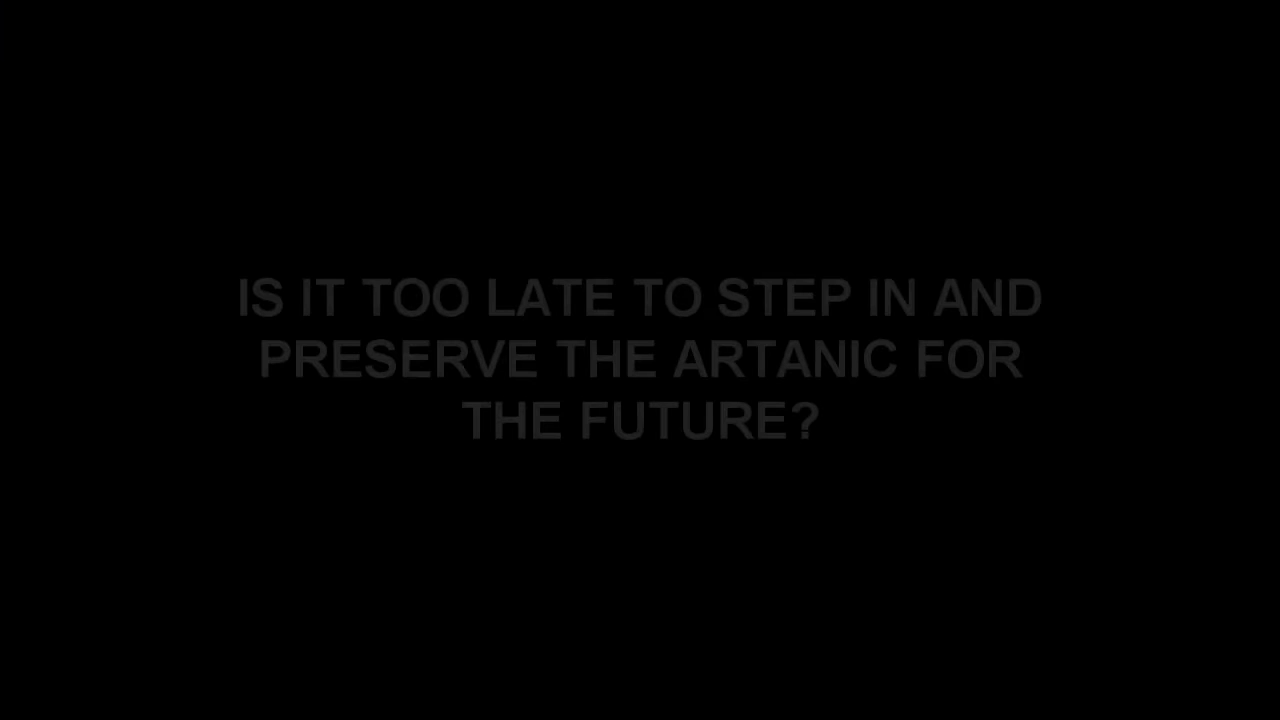 IS IT TOO LATE TO STEP IN AND
PRESERVE THE ARTANIC FOR
THE FUTURE?